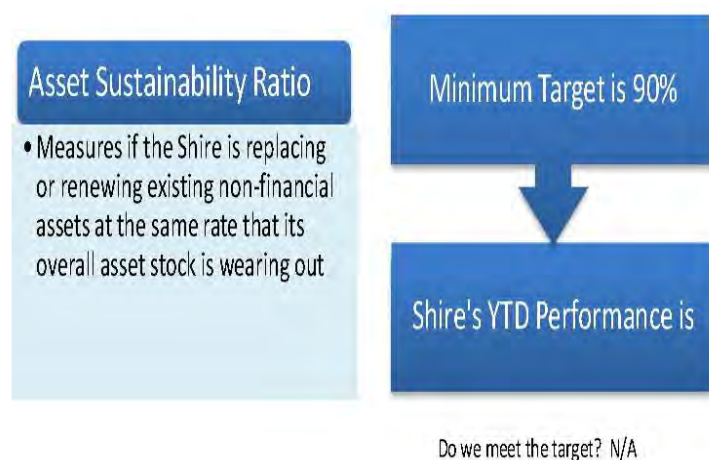 Asset Sustainability Ratio
• Measures if the Shire is replacing
or renewing existing non-financial
assets at the same rate that its
overall asset stock is wearing out
Minimum Target is 90%
Shire's YTD Performance is
Do we meet the target? N/A